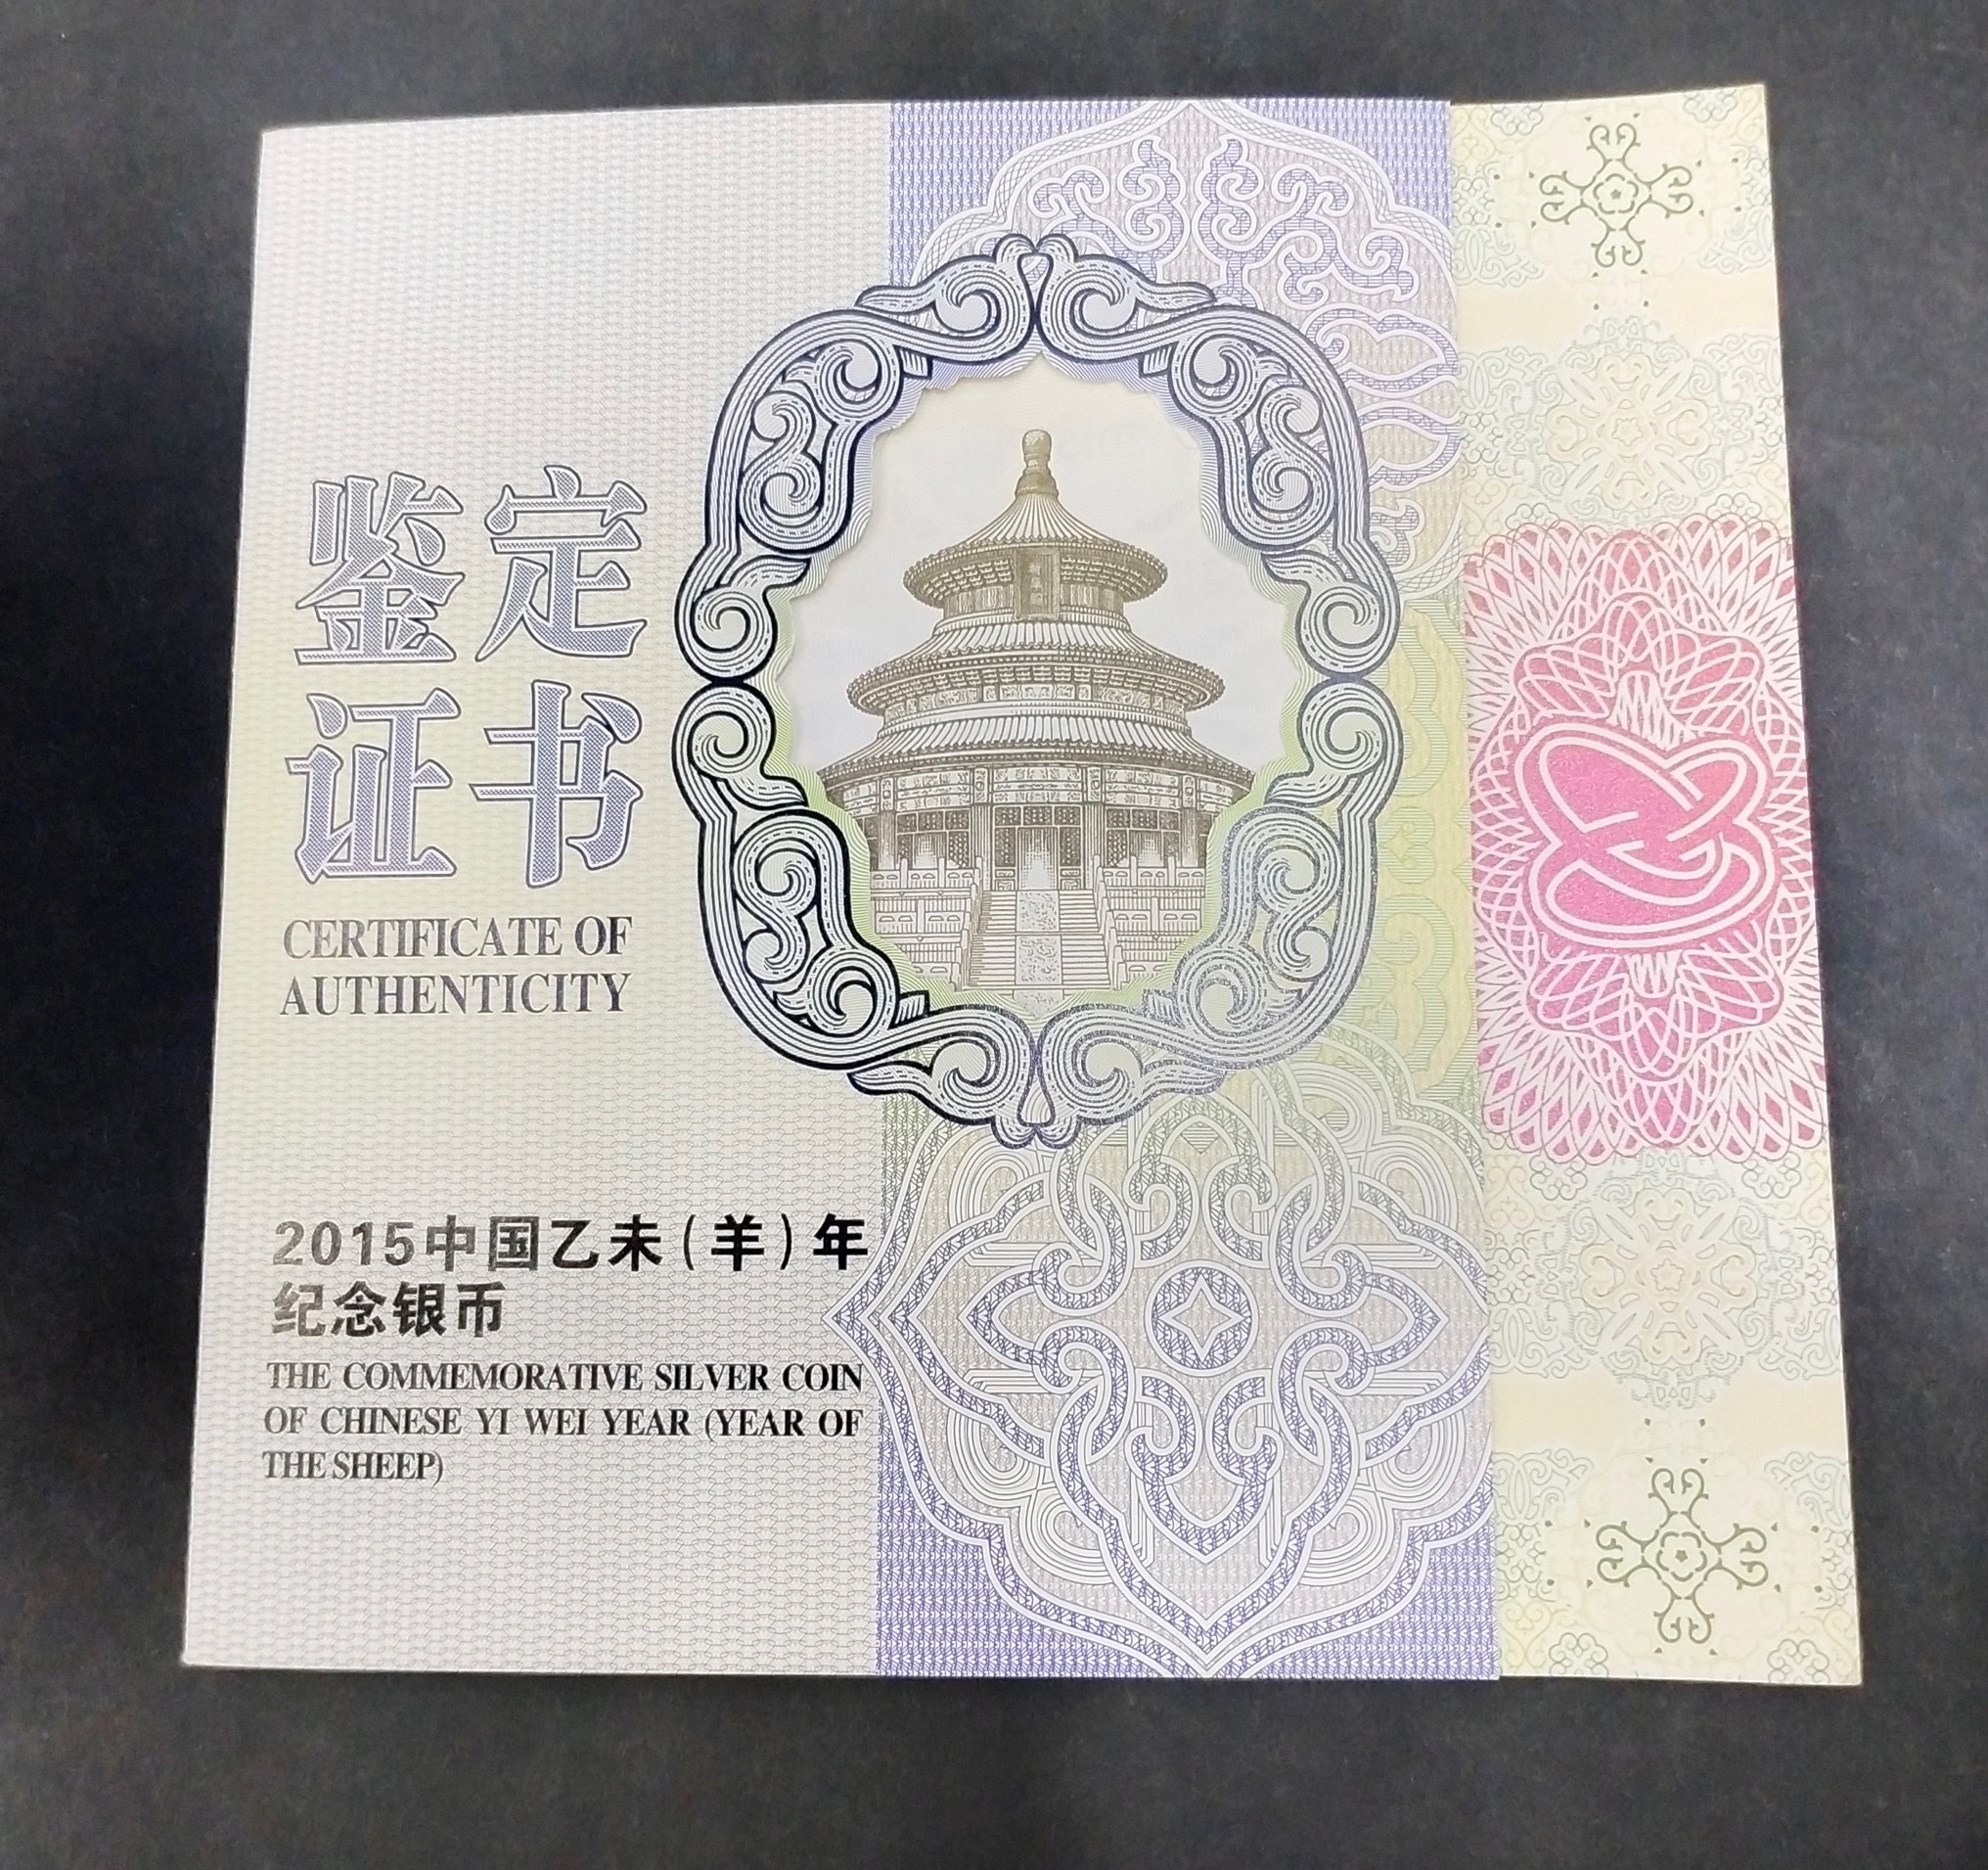 鉴定
证书
CERTIFICATE OF
AUTHENTICITY
2015中国乙未(羊)年
纪念银币
THE COMMEMORATIVE SILVER COIN
OF CHINESE YI WEI YEAR (YEAR OF
THE SHEEP)